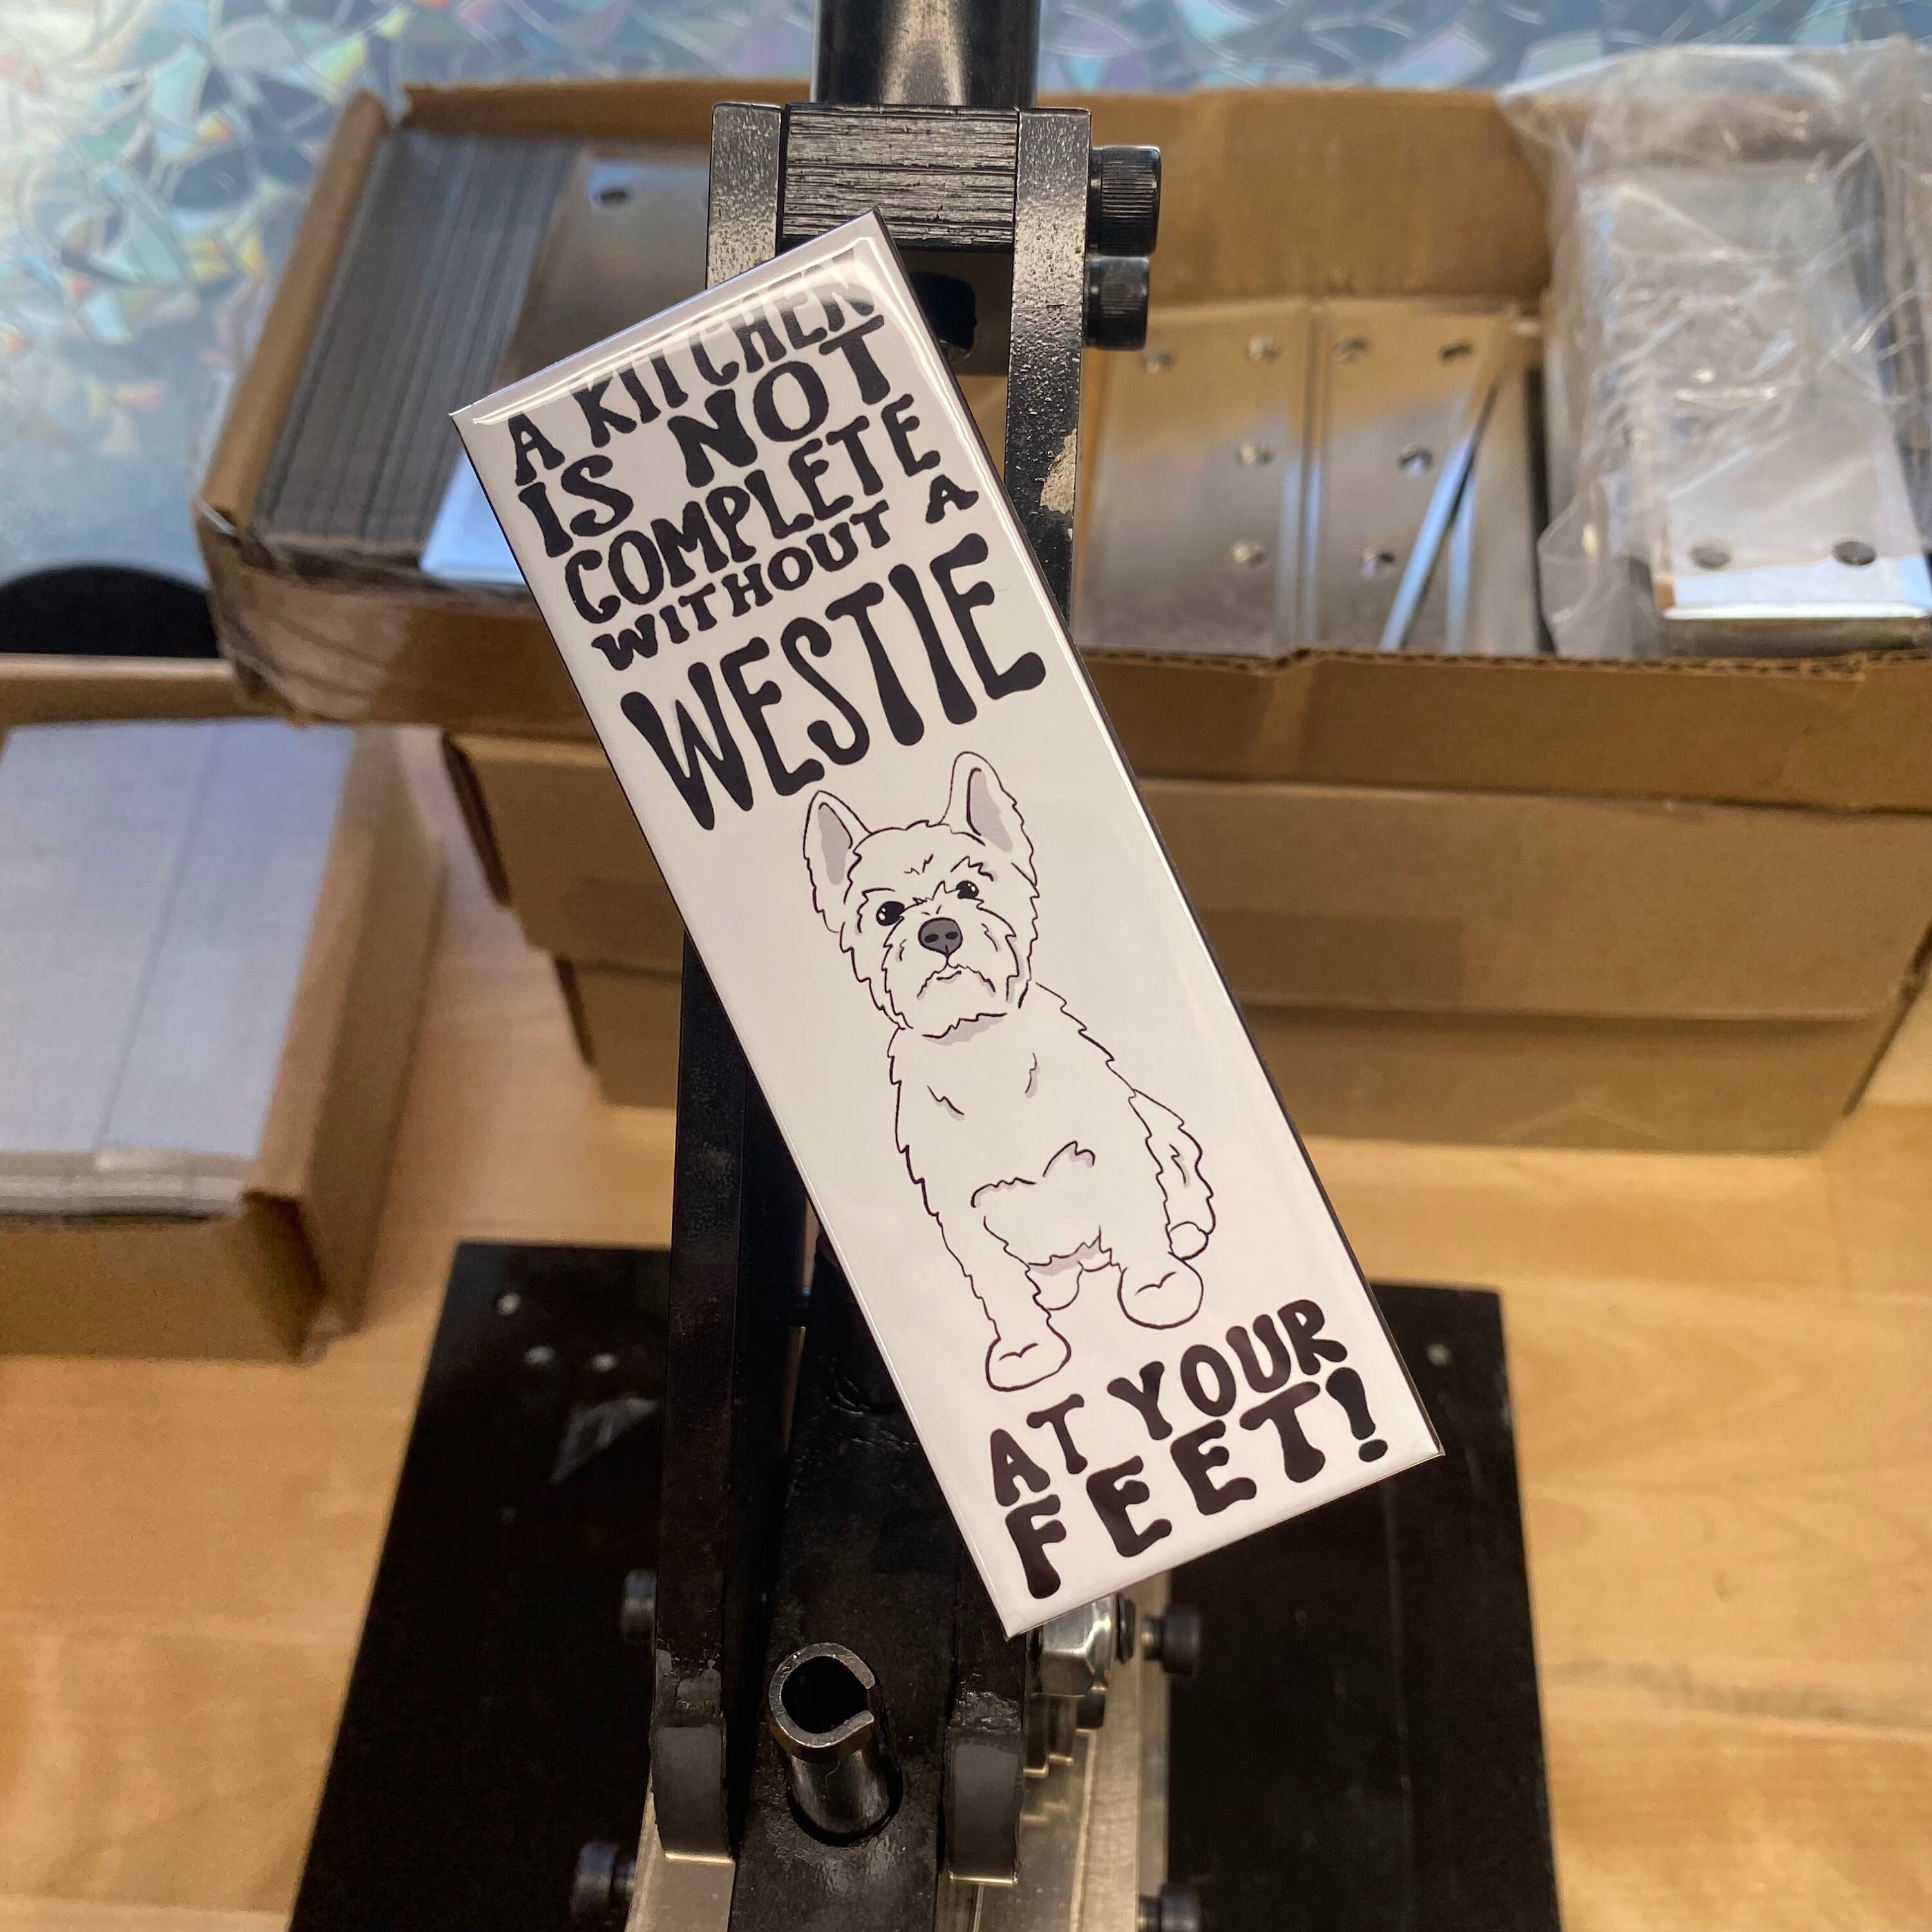 A KITCHEN
IS NOT
COMPLETE
WITHOUT A
WESTIE
AT YOUR
FEET!